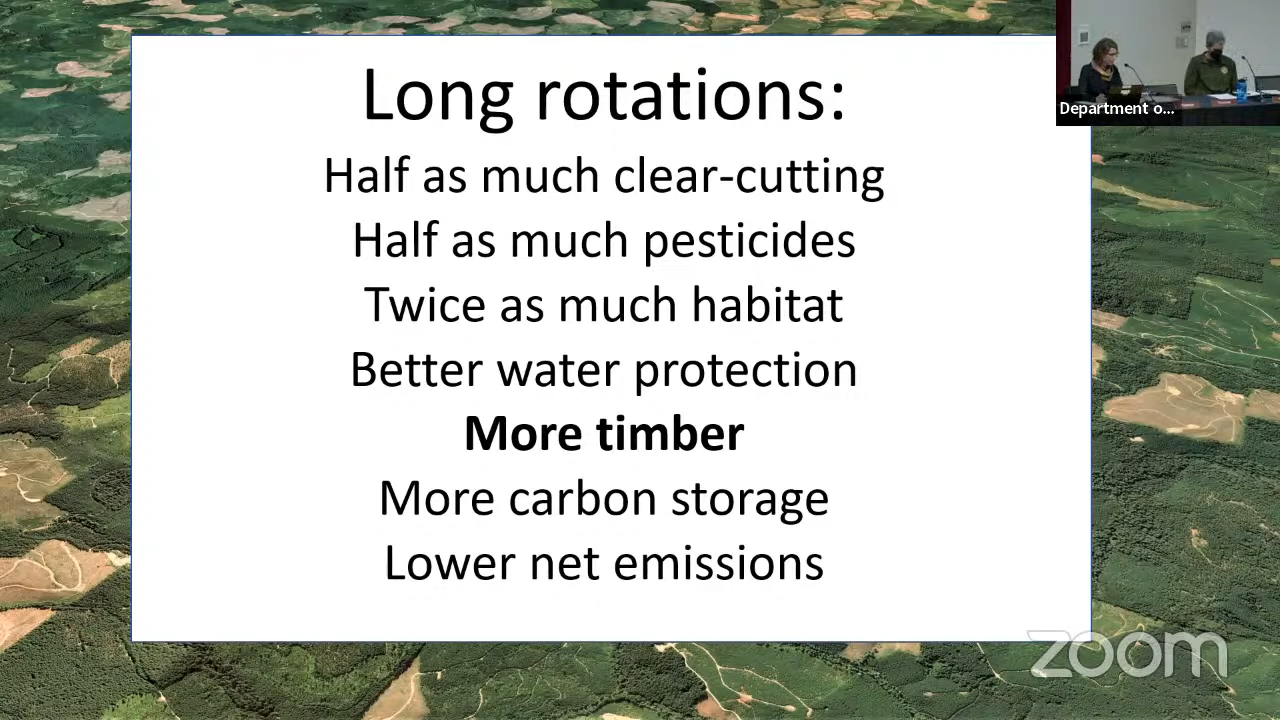 Long rotations:
Half as much clear-cutting
Half as much pesticides
Twice as much habitat
Better water protection
More timber
More carbon storage
Lower net emissions
Department o...
zoom